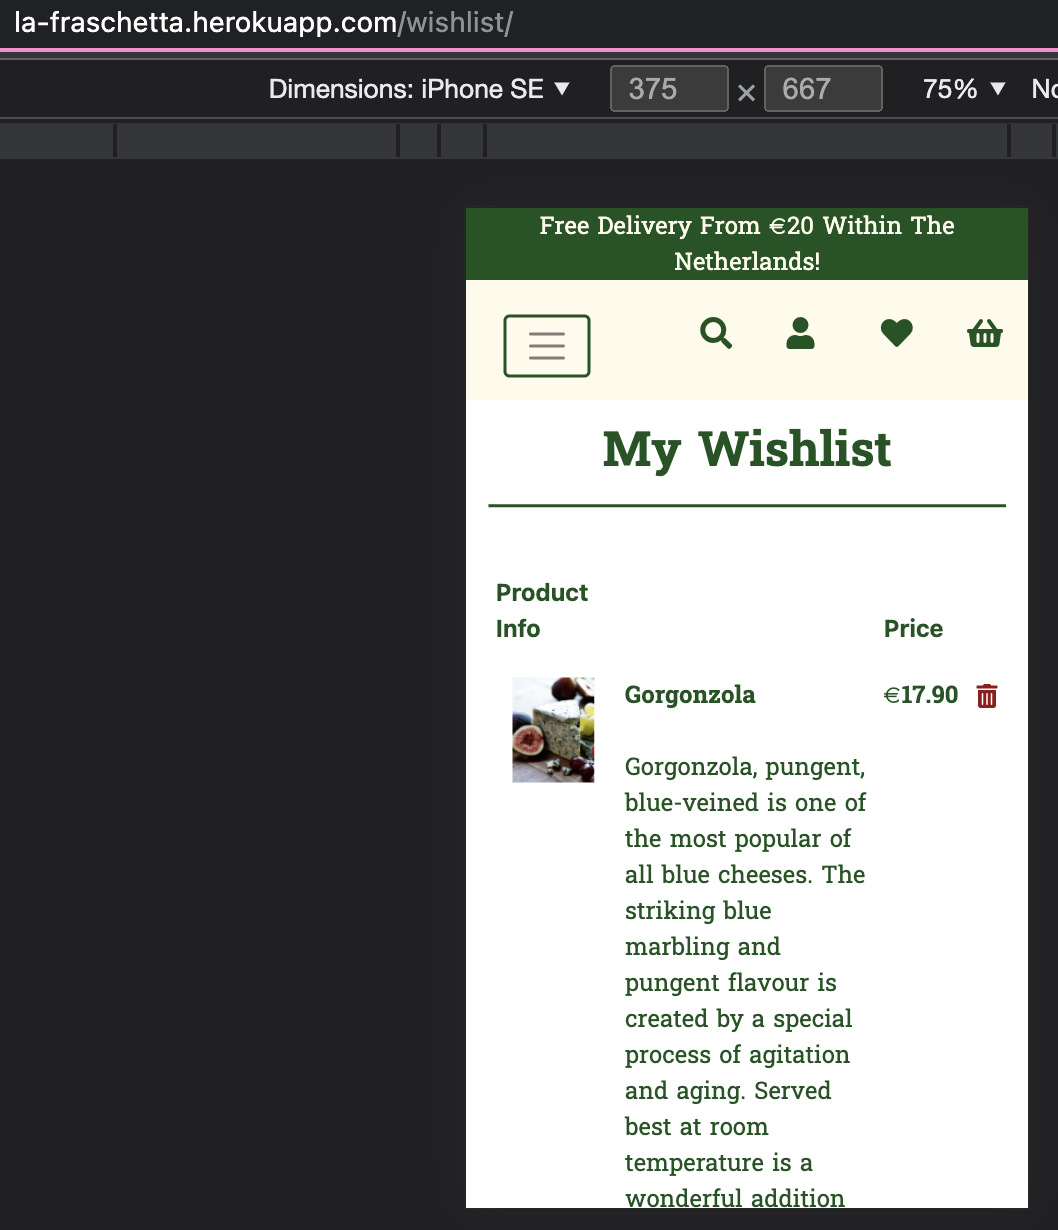 la-fraschetta.herokuapp.com/wishlist/
Dimensions: iPhone SE ▼ 375 × 667 75% ▼ No
Free Delivery From €20 Within The
Netherlands!
My Wishlist
Product
Info Price
Gorgonzola €17.90
Gorgonzola, pungent,
blue-veined is one of
the most popular of
all blue cheeses. The
striking blue
marbling and
pungent flavour is
created by a special
process of agitation
and aging. Served
best at room
temperature is a
wonderful addition